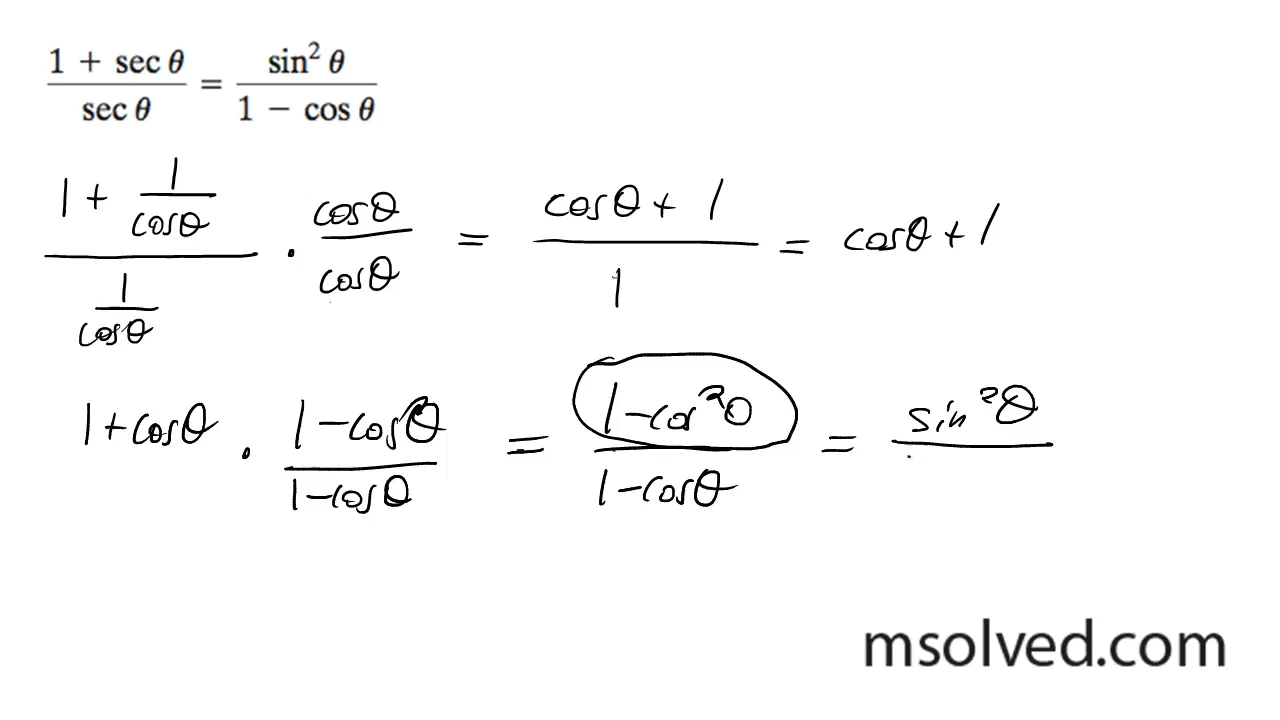 1 + sec θ / sec θ = sin² θ / 1 − cos θ
1 + 1/cosθ / 1/cosθ · cosθ/cosθ = cosθ + 1 / 1 = cosθ + 1
1 + cosθ · 1 − cosθ / 1 − cosθ = 1 − cos²θ / 1 − cosθ = sin²θ
msolved.com